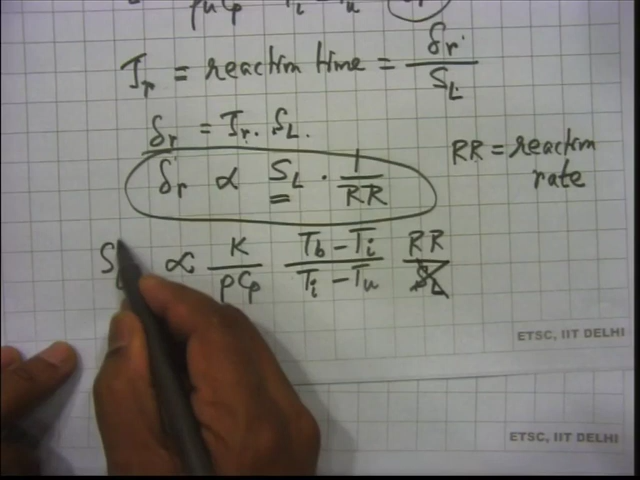 τr = reaction time = δr / SL
δr = τr. SL.
RR = reaction rate
δr ∝ SL · 1 / RR
S ∝ K / ρCp Tb − Ti / Ti − Tu RR / SL
ETSC, IIT DELHI
ETSC, IIT DELHI